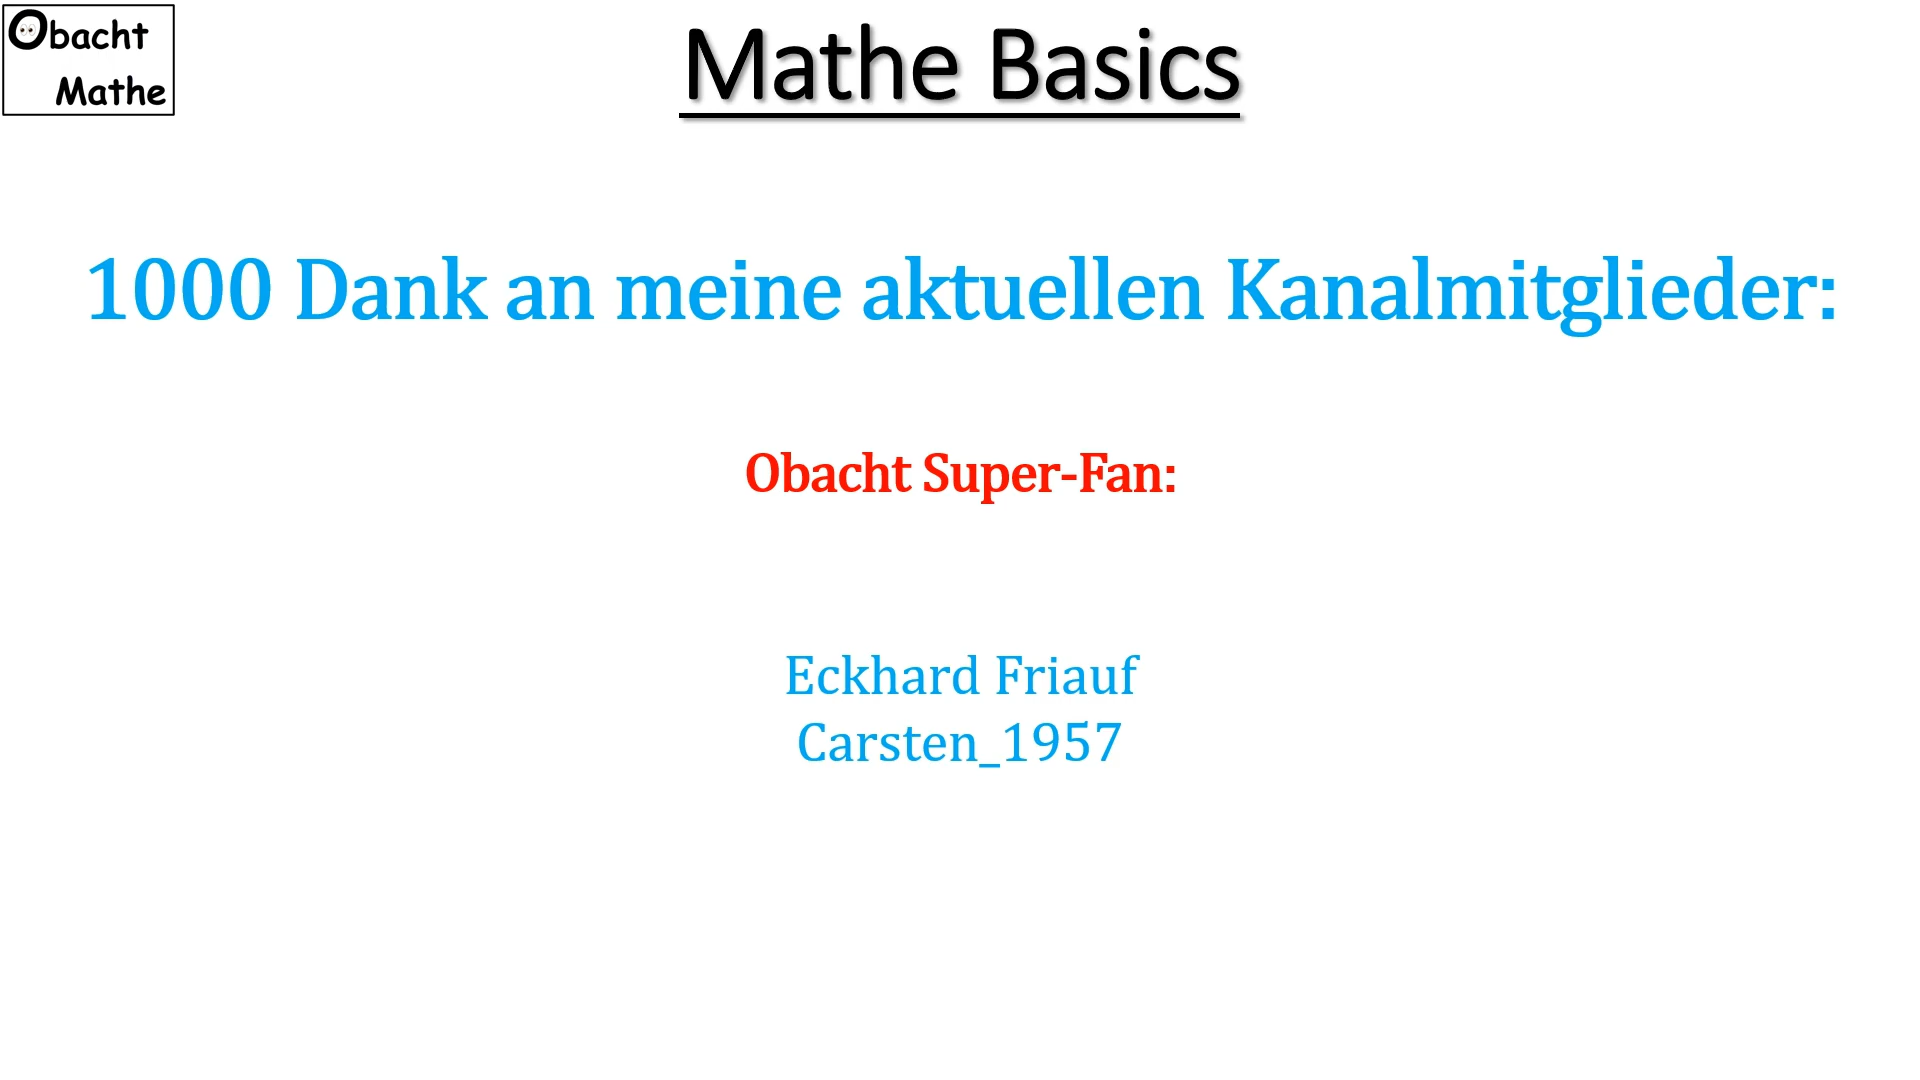 Obacht
Mathe
Mathe Basics
1000 Dank an meine aktuellen Kanalmitglieder:
Obacht Super-Fan:
Eckhard Friauf
Carsten_1957